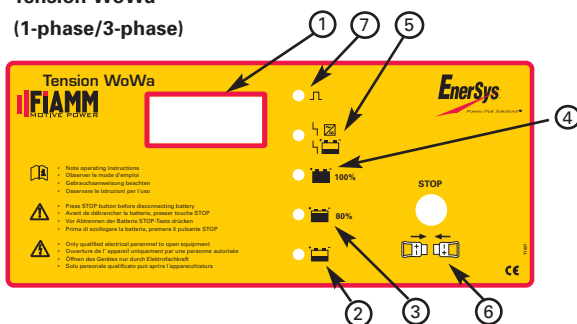 Tension WoWa
(1-phase/3-phase)
1
7
5
4
Tension WoWa
FIAMM
MOTIVE POWER
EnerSys
Power/Full Solutions™
100%
80%
STOP
• Note operating instructions
• Observer le mode d'emploi
• Gebrauchsanweisung beachten
• Osservare le istruzioni per l'uso
• Press STOP button before disconnecting battery
• Avant de débrancher la batterie, presser touche STOP
• Vor Abtrennen der Batterie STOP-Taste drücken
• Prima di scollegare la batteria, premare il pulsante STOP
• Only qualified electrical personnel to open equipment
• Ouverture de l' appareil uniquement par une personne autorisée
• Öffnen des Gerätes nur durch Elektrofachkraft
• Solo personale qualificato può aprire l'apparecchiatura
CE
2
3
6